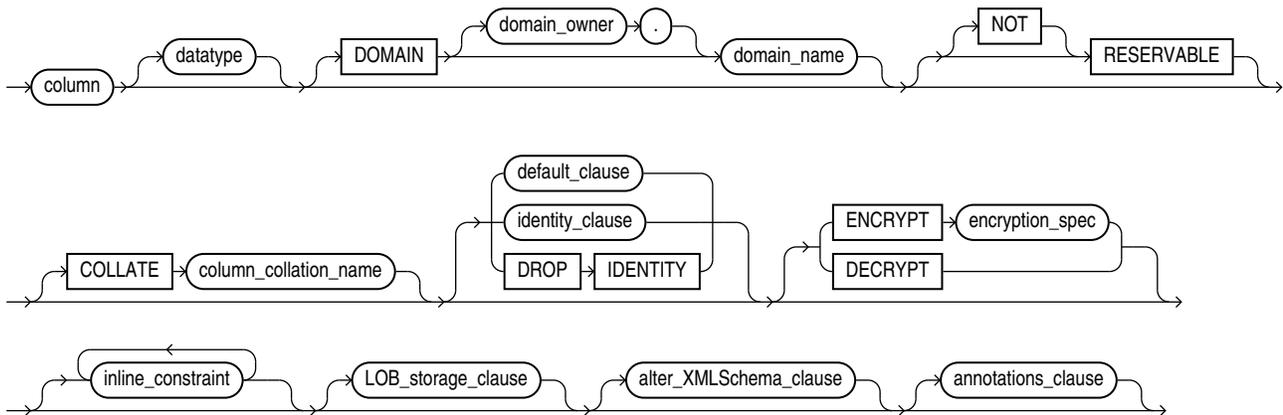 domain_owner . NOT
datatype DOMAIN domain_name RESERVABLE
column
default_clause
identity_clause ENCRYPT encryption_spec
COLLATE column_collation_name DROP IDENTITY DECRYPT
inline_constraint LOB_storage_clause alter_XMLSchema_clause annotations_clause